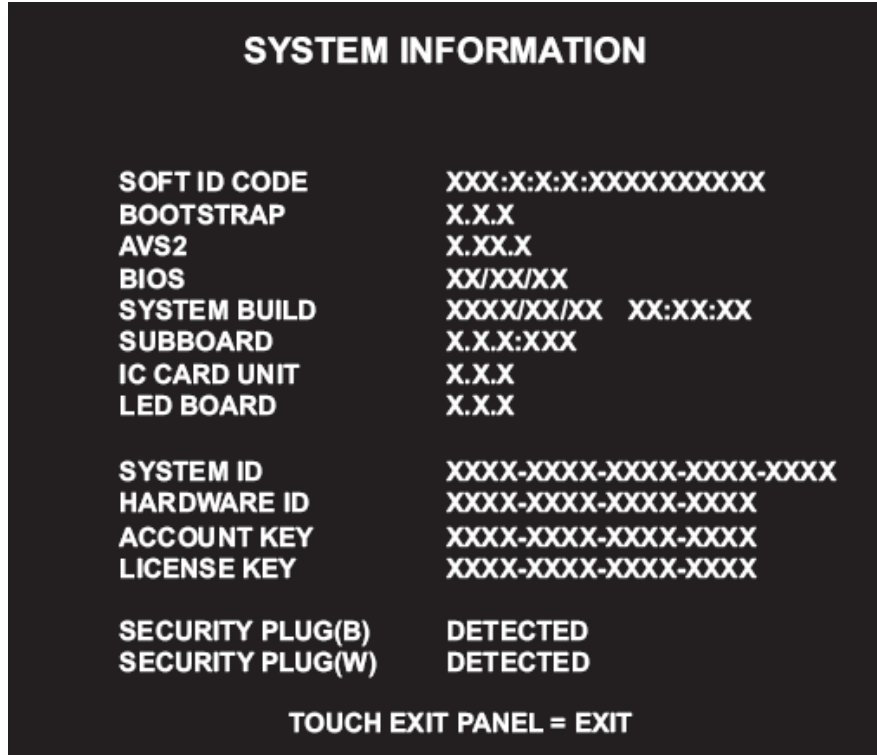 SYSTEM INFORMATION
SOFT ID CODE XXX:X:X:X:XXXXXXXXXX
BOOTSTRAP X.X.X
AVS2 X.XX.X
BIOS XX/XX/XX
SYSTEM BUILD XXXX/XX/XX XX:XX:XX
SUBBOARD X.X.X:XXX
IC CARD UNIT X.X.X
LED BOARD X.X.X
SYSTEM ID XXXX-XXXX-XXXX-XXXX-XXXX
HARDWARE ID XXXX-XXXX-XXXX-XXXX
ACCOUNT KEY XXXX-XXXX-XXXX-XXXX
LICENSE KEY XXXX-XXXX-XXXX-XXXX
SECURITY PLUG(B) DETECTED
SECURITY PLUG(W) DETECTED
TOUCH EXIT PANEL = EXIT